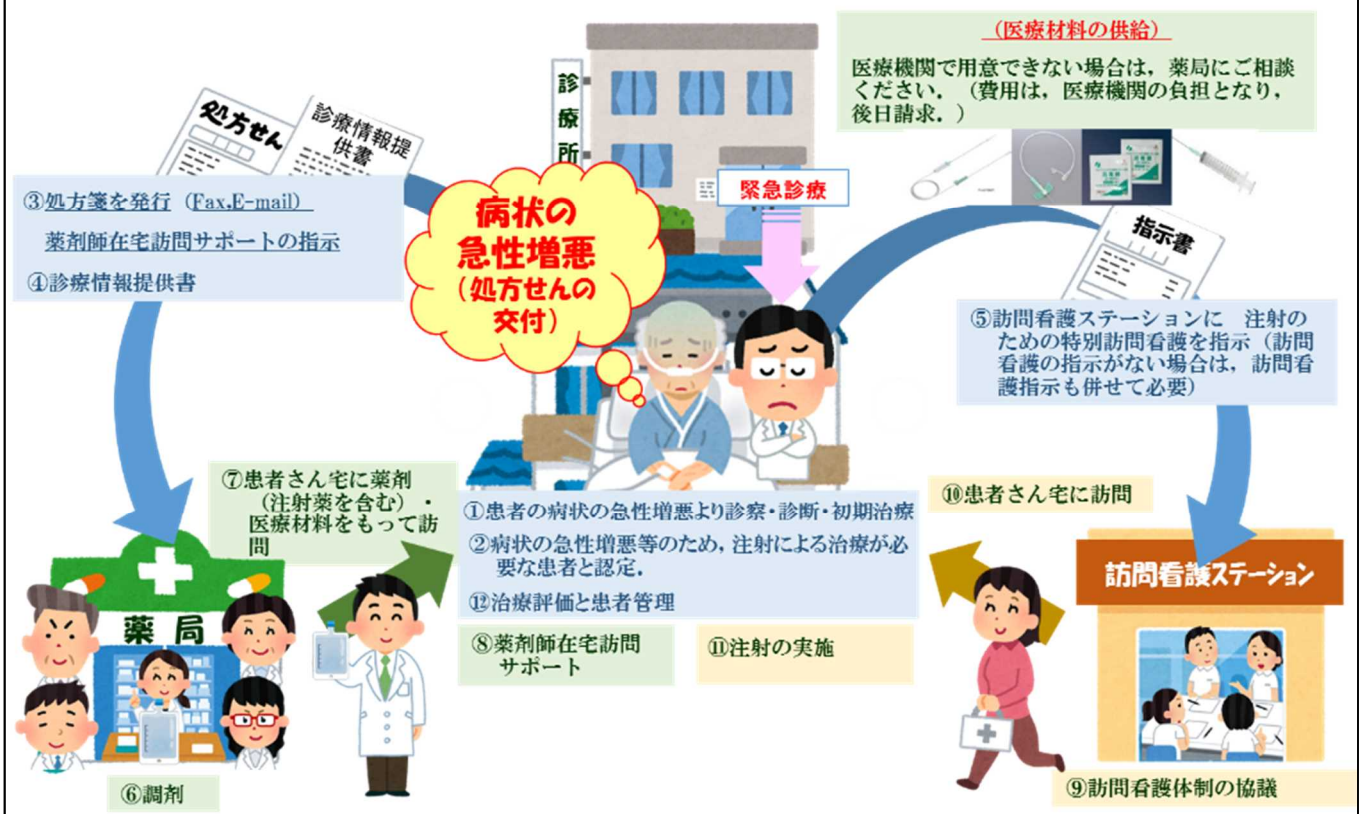 (医療材料の供給)
医療機関で用意できない場合は，薬局にご相談
ください．（費用は，医療機関の負担となり，
後日請求．）
診療所
処方せん
診療情報提
供書
緊急診療
病状の
急性増悪
(処方せんの
交付)
③処方箋を発行（Fax,E-mail）
薬剤師在宅訪問サポートの指示
④診療情報提供書
指示書
⑤訪問看護ステーションに　注射の
ための特別訪問看護を指示（訪問
看護の指示がない場合は，訪問看
護指示も併せて必要）
⑦患者さん宅に薬剤
（注射薬を含む）・
医療材料をもって訪
問
①患者の病状の急性増悪より診察・診断・初期治療
②病状の急性増悪等のため，注射による治療が必
要な患者と認定．
⑫治療評価と患者管理
⑩患者さん宅に訪問
訪問看護ステーション
薬局
⑧薬剤師在宅訪問
サポート
⑪注射の実施
⑥調剤
⑨訪問看護体制の協議